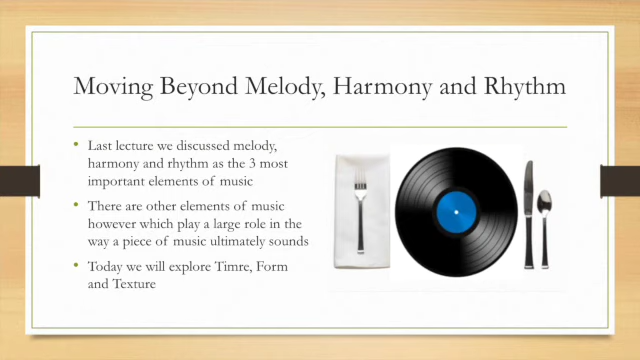 Moving Beyond Melody, Harmony and Rhythm
• Last lecture we discussed melody,
harmony and rhythm as the 3 most
important elements of music
• There are other elements of music
however which play a large role in the
way a piece of music ultimately sounds
• Today we will explore Timre, Form
and Texture